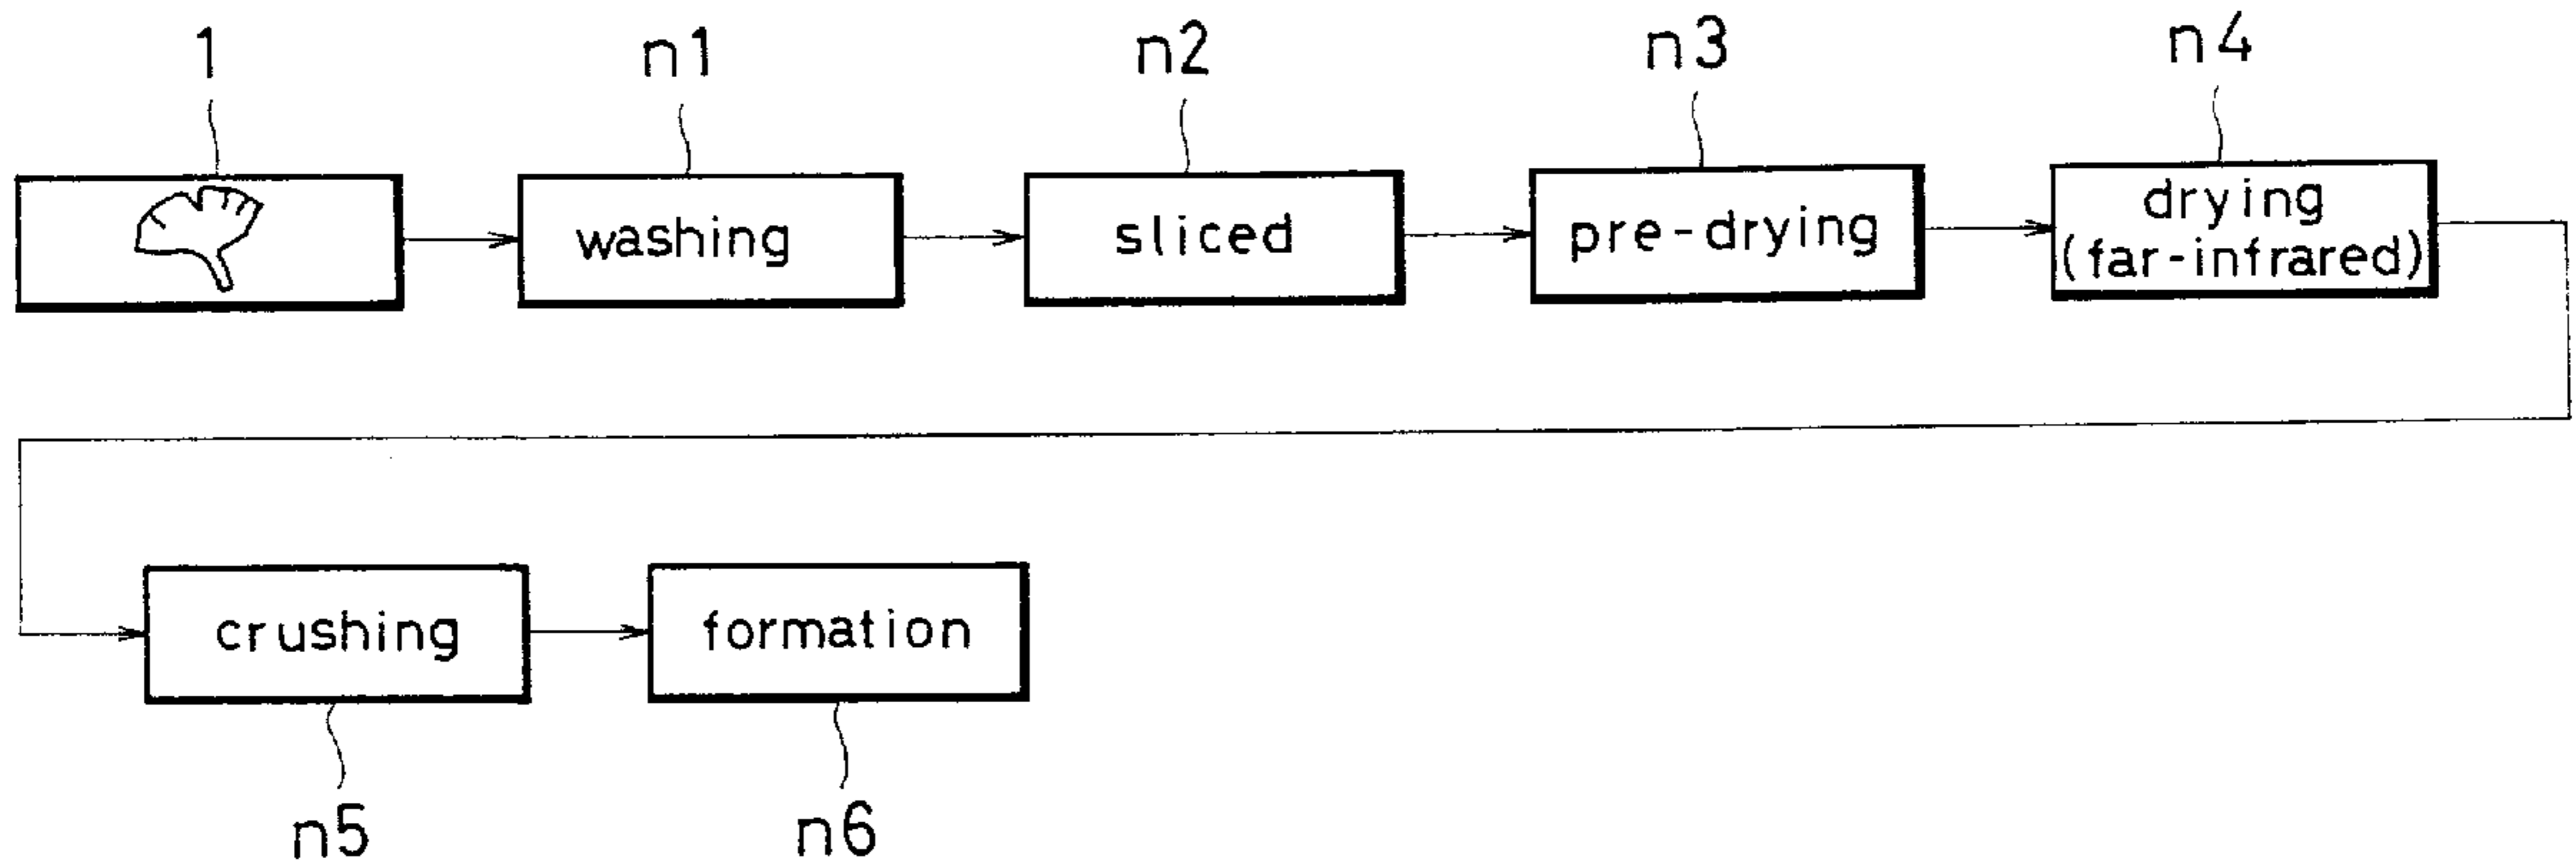 1 n1 n2 n3 n4
washing sliced pre-drying drying
(far-infrared)
crushing formation
n5 n6